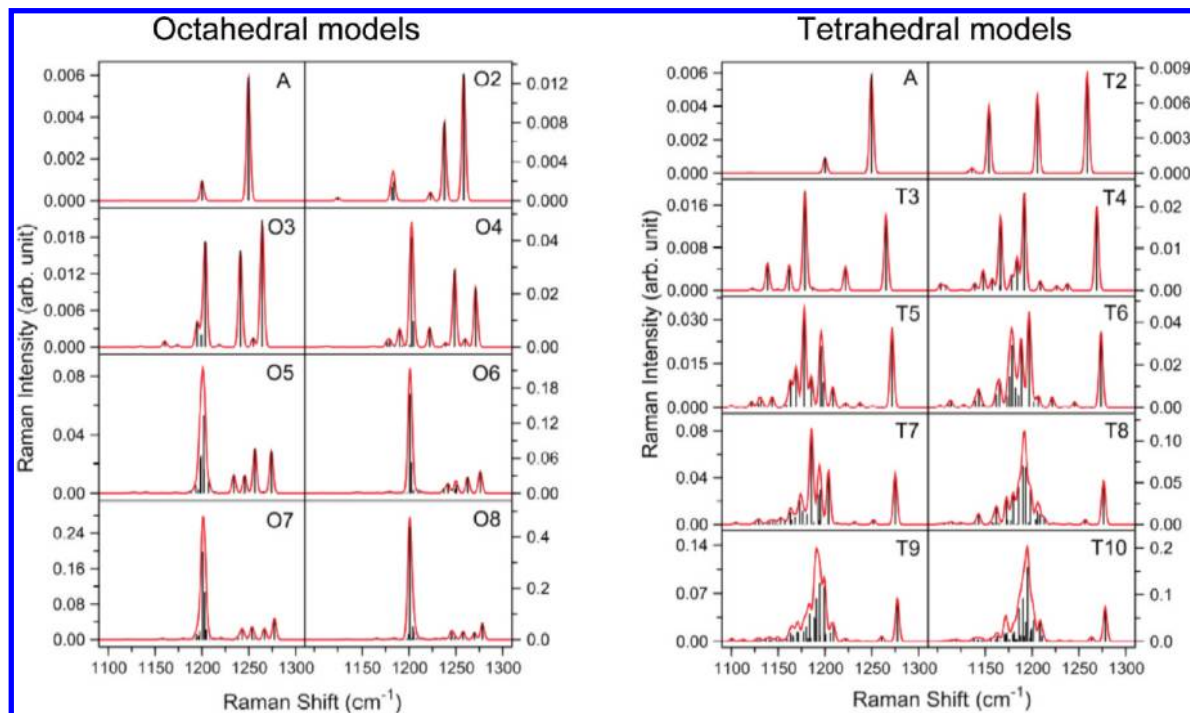 Octahedral models
Tetrahedral models
A
O2
O3
O4
O5
O6
O7
O8
0.006
0.004
0.002
0.000
0.012
0.008
0.004
0.000
0.018
0.012
0.006
0.000
0.04
0.02
0.00
0.08
0.04
0.00
0.18
0.12
0.06
0.00
0.24
0.16
0.08
0.00
0.4
0.2
0.0
1100 1150 1200 1250 1300
1150 1200 1250 1300
Raman Intensity (arb. unit)
Raman Shift (cm⁻¹)
A
T2
T3
T4
T5
T6
T7
T8
T9
T10
0.006
0.004
0.002
0.000
0.009
0.006
0.003
0.000
0.016
0.008
0.000
0.02
0.01
0.00
0.030
0.015
0.000
0.04
0.02
0.00
0.08
0.04
0.00
0.10
0.05
0.00
0.14
0.07
0.00
0.2
0.1
0.0
1100 1150 1200 1250 1300
1150 1200 1250 1300
Raman Intensity (arb. unit)
Raman Shift (cm⁻¹)